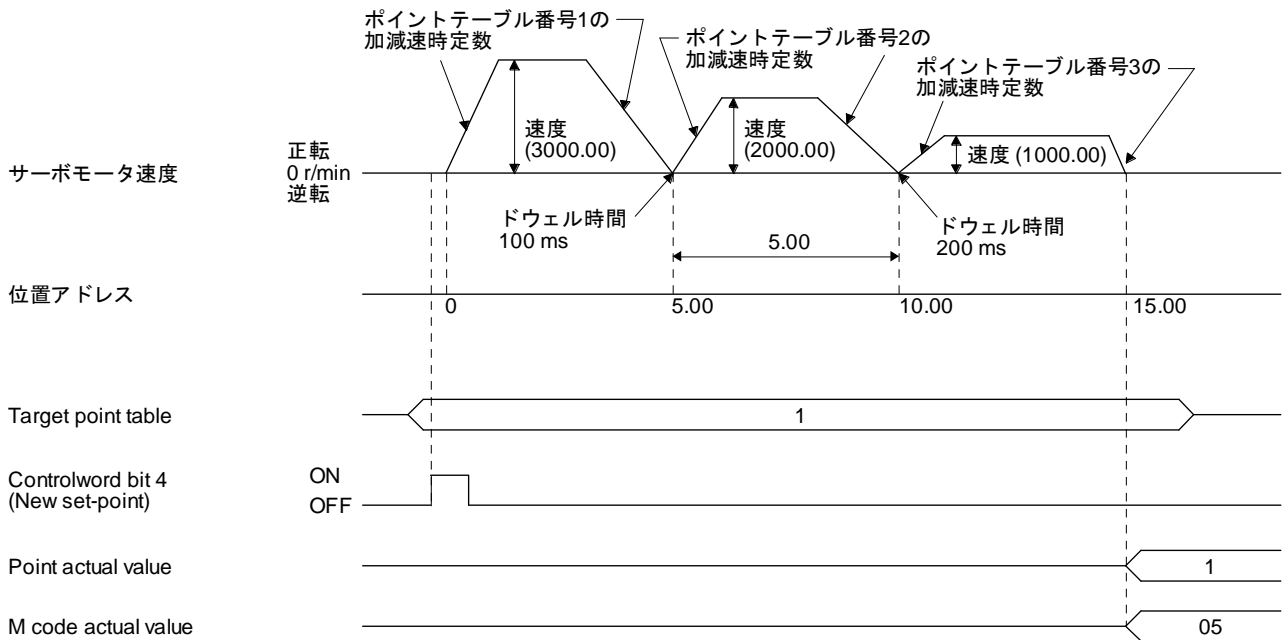 ポイントテーブル番号1の
加減速時定数
ポイントテーブル番号2の
加減速時定数
ポイントテーブル番号3の
加減速時定数
サーボモータ速度
正転
0 r/min
逆転
速度
(3000.00)
速度
(2000.00)
速度 (1000.00)
ドウェル時間
100 ms
5.00
ドウェル時間
200 ms
位置アドレス
0
5.00
10.00
15.00
Target point table
1
Controlword bit 4
(New set-point)
ON
OFF
Point actual value
1
M code actual value
05